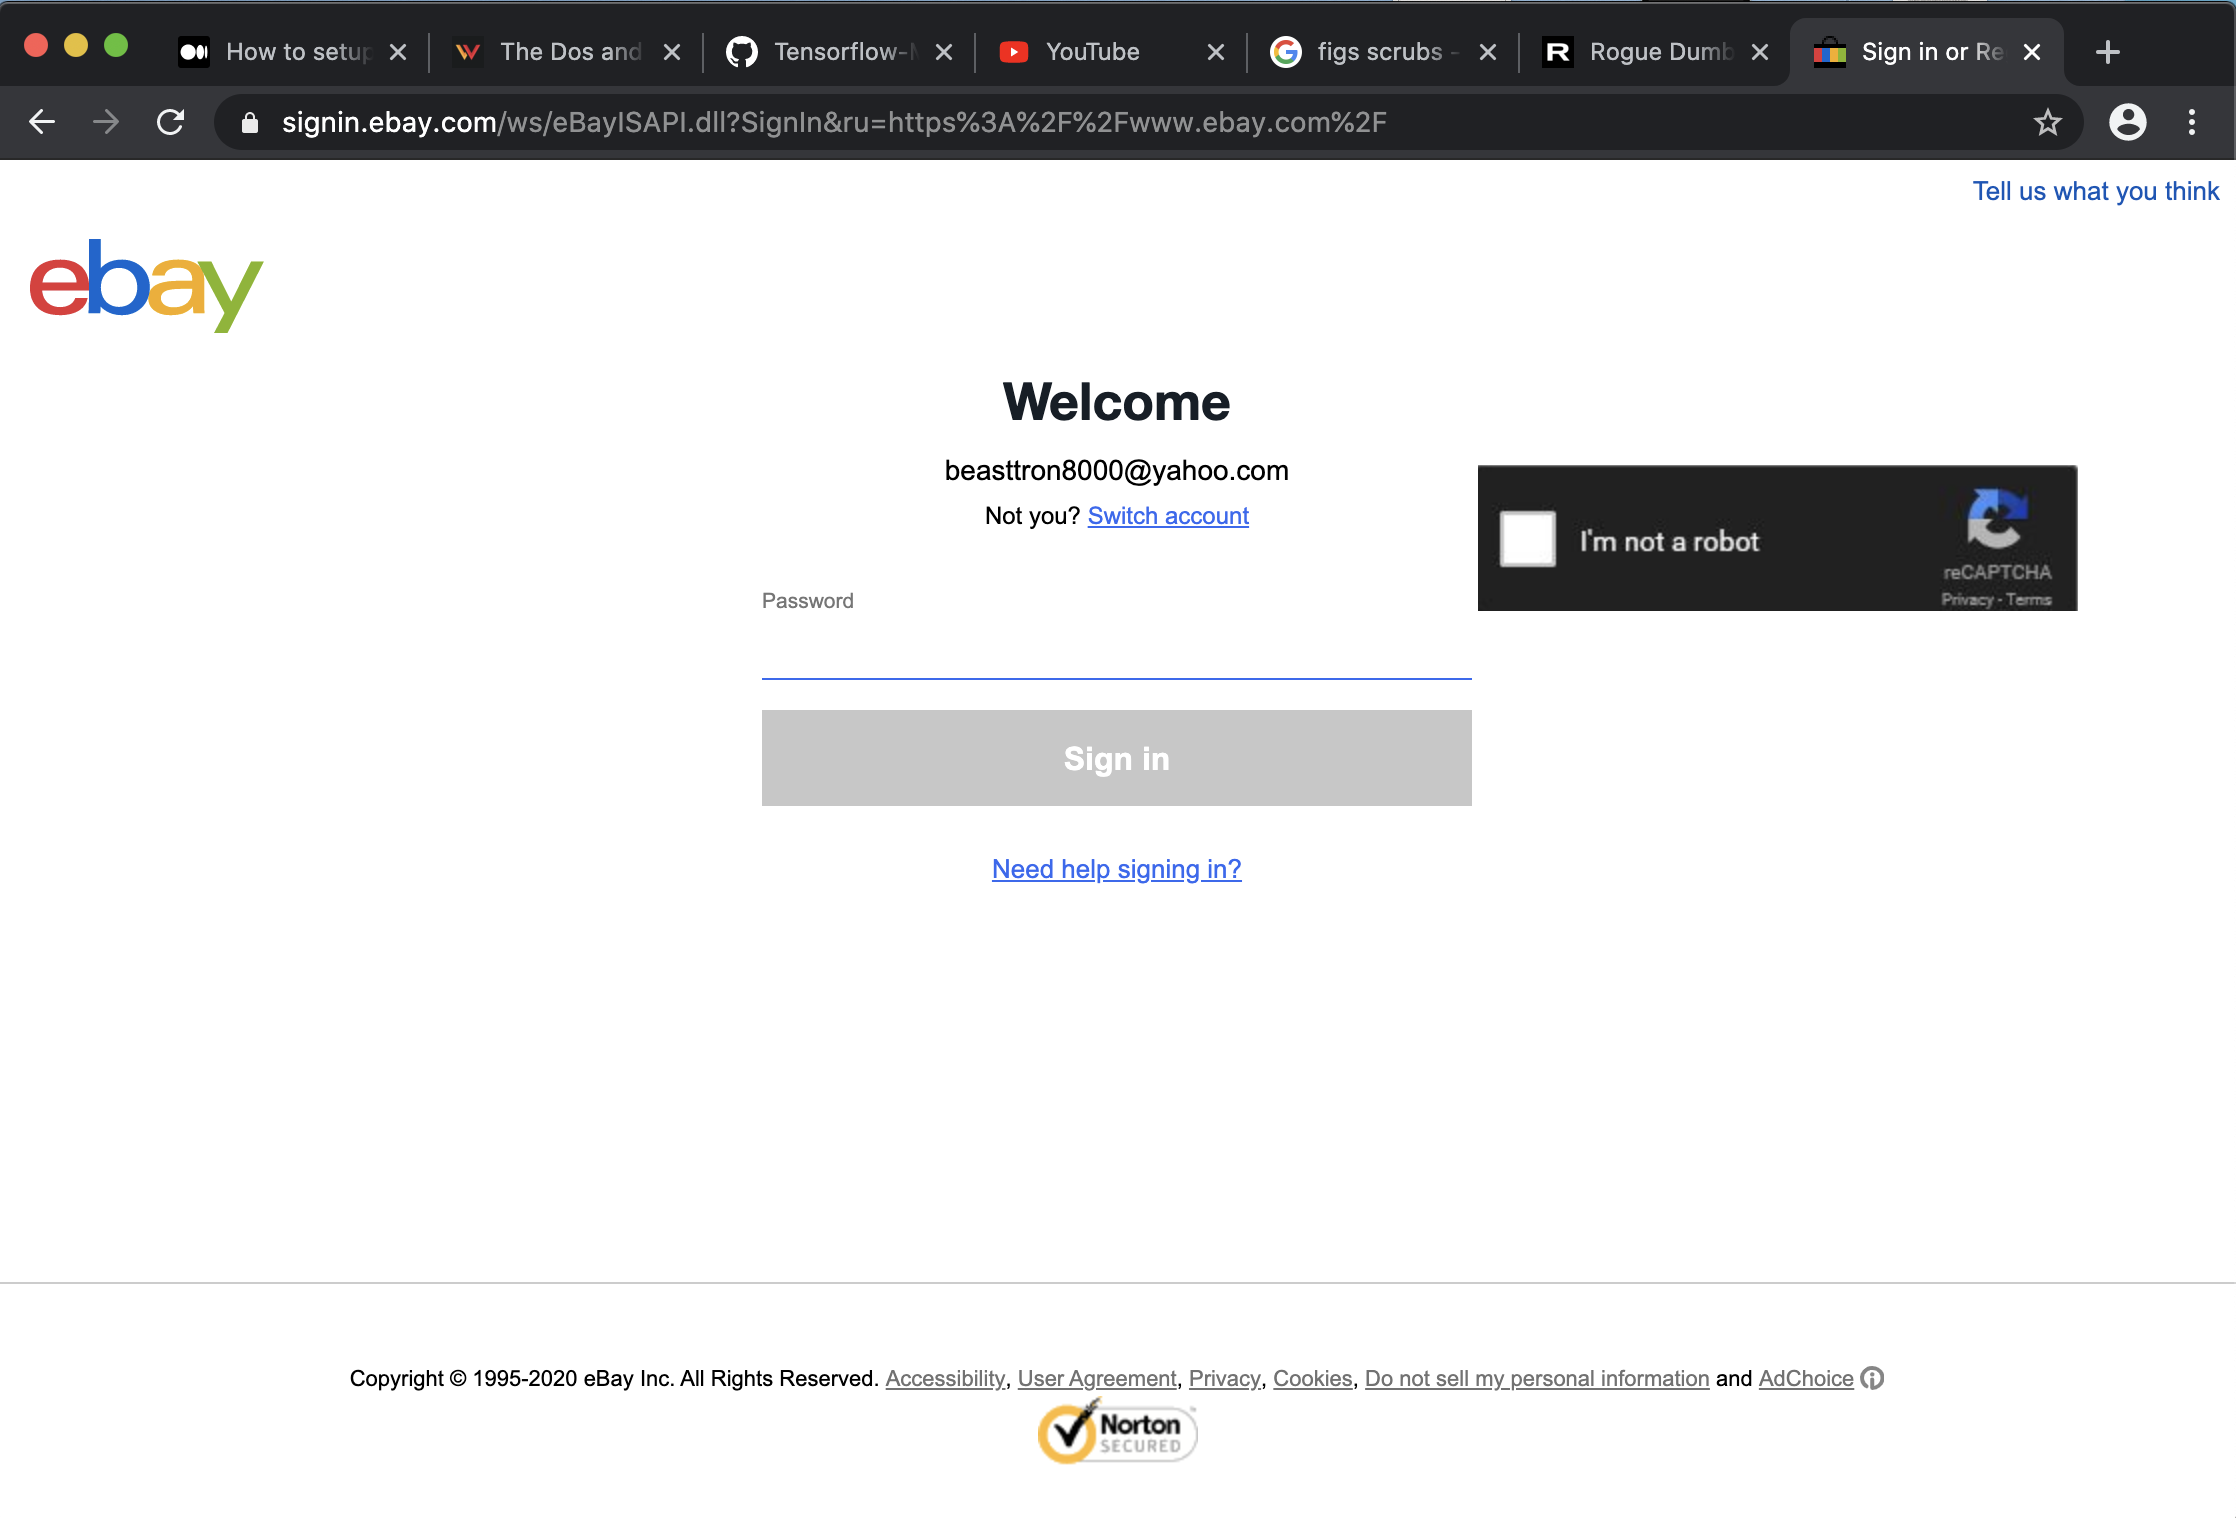 How to setup
The Dos and
Tensorflow-
YouTube
figs scrubs -
Rogue Dumb
Sign in or Re
signin.ebay.com/ws/eBayISAPI.dll?SignIn&ru=https%3A%2F%2Fwww.ebay.com%2F
Tell us what you think
ebay
Welcome
beasttron8000@yahoo.com
Not you? Switch account
I'm not a robot
reCAPTCHA
Privacy - Terms
Password
Sign in
Need help signing in?
Copyright © 1995-2020 eBay Inc. All Rights Reserved. Accessibility, User Agreement, Privacy, Cookies, Do not sell my personal information and AdChoice
Norton
SECURED